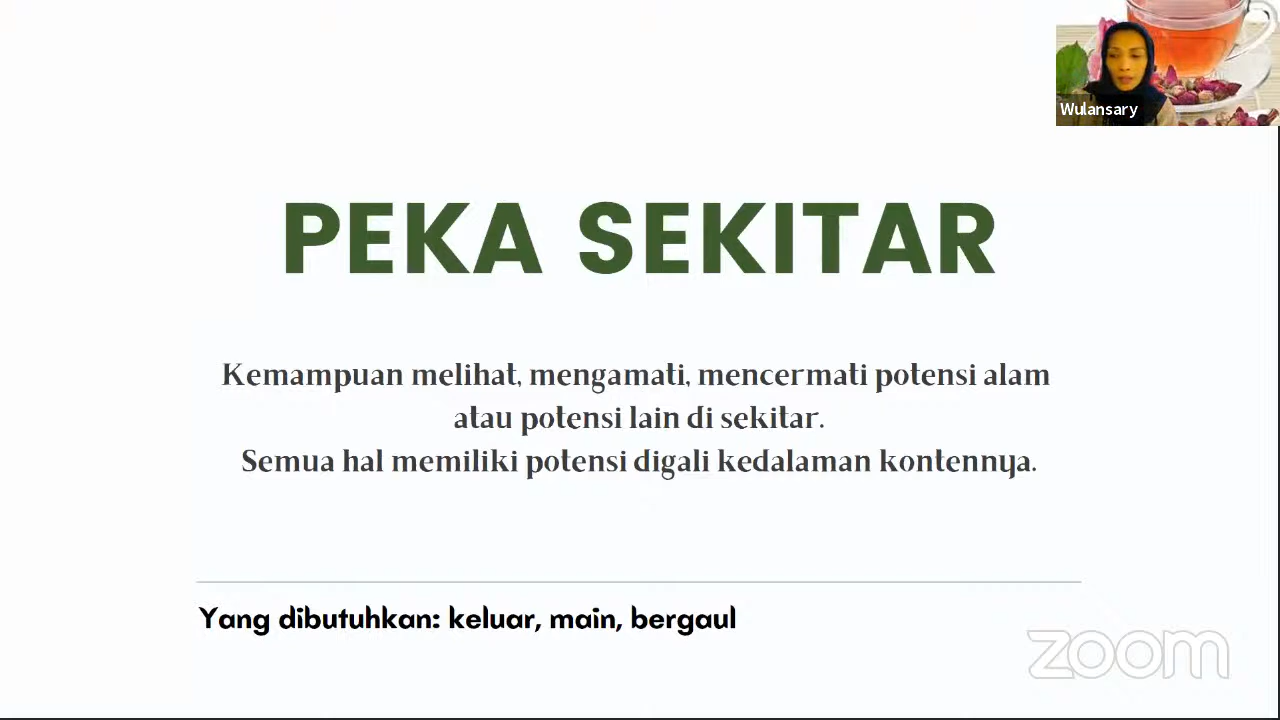 Wulansary
PEKA SEKITAR
Kemampuan melihat, mengamati, mencermati potensi alam
atau potensi lain di sekitar.
Semua hal memiliki potensi digali kedalaman kontennya.
Yang dibutuhkan: keluar, main, bergaul
zoom